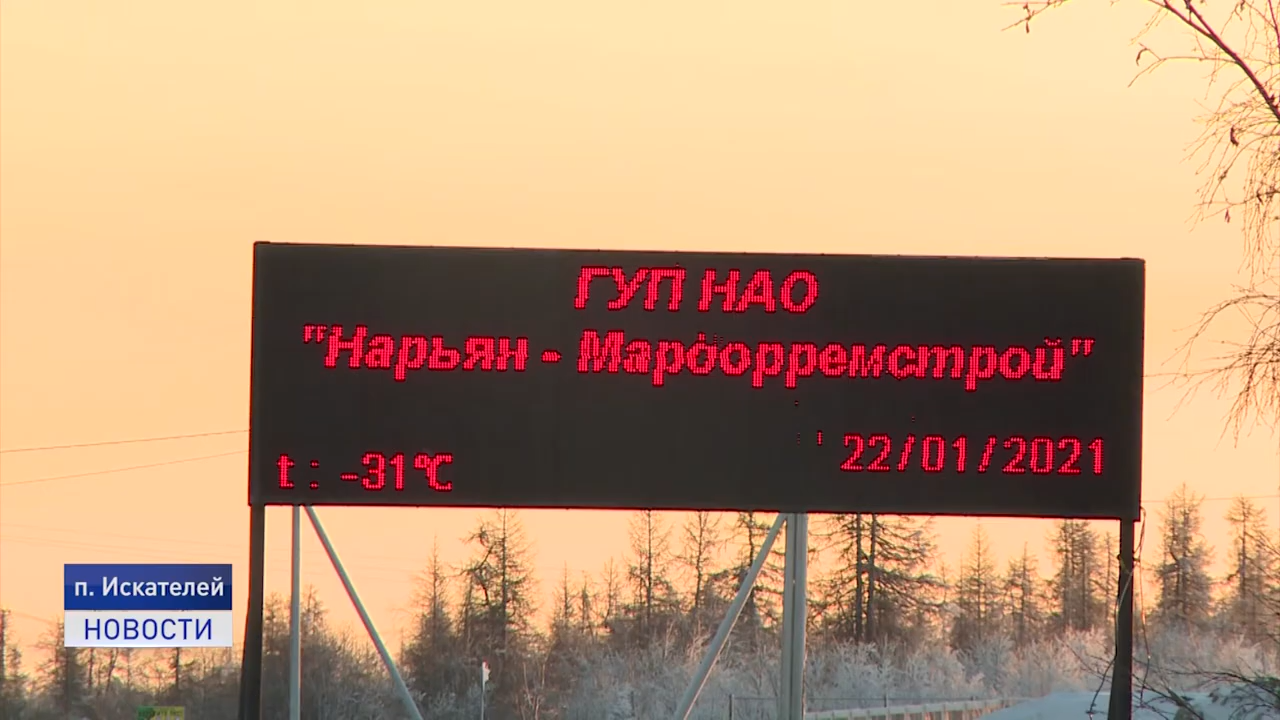 ГУП НАО
"Нарьян - Мардорремстрой"
t : -31°C
22/01/2021
п. Искателей
НОВОСТИ